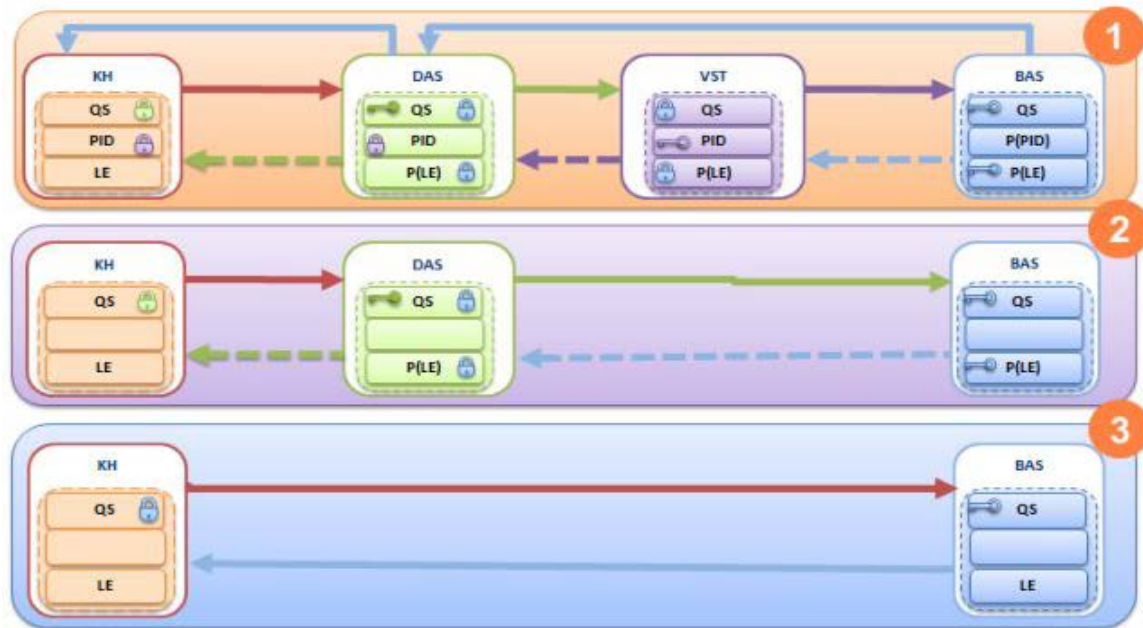 1
KH
DAS
VST
BAS
QS
QS
QS
QS
PID
PID
PID
P(PID)
LE
P(LE)
P(LE)
P(LE)
2
KH
DAS
BAS
QS
QS
QS
LE
P(LE)
P(LE)
3
KH
BAS
QS
QS
LE
LE